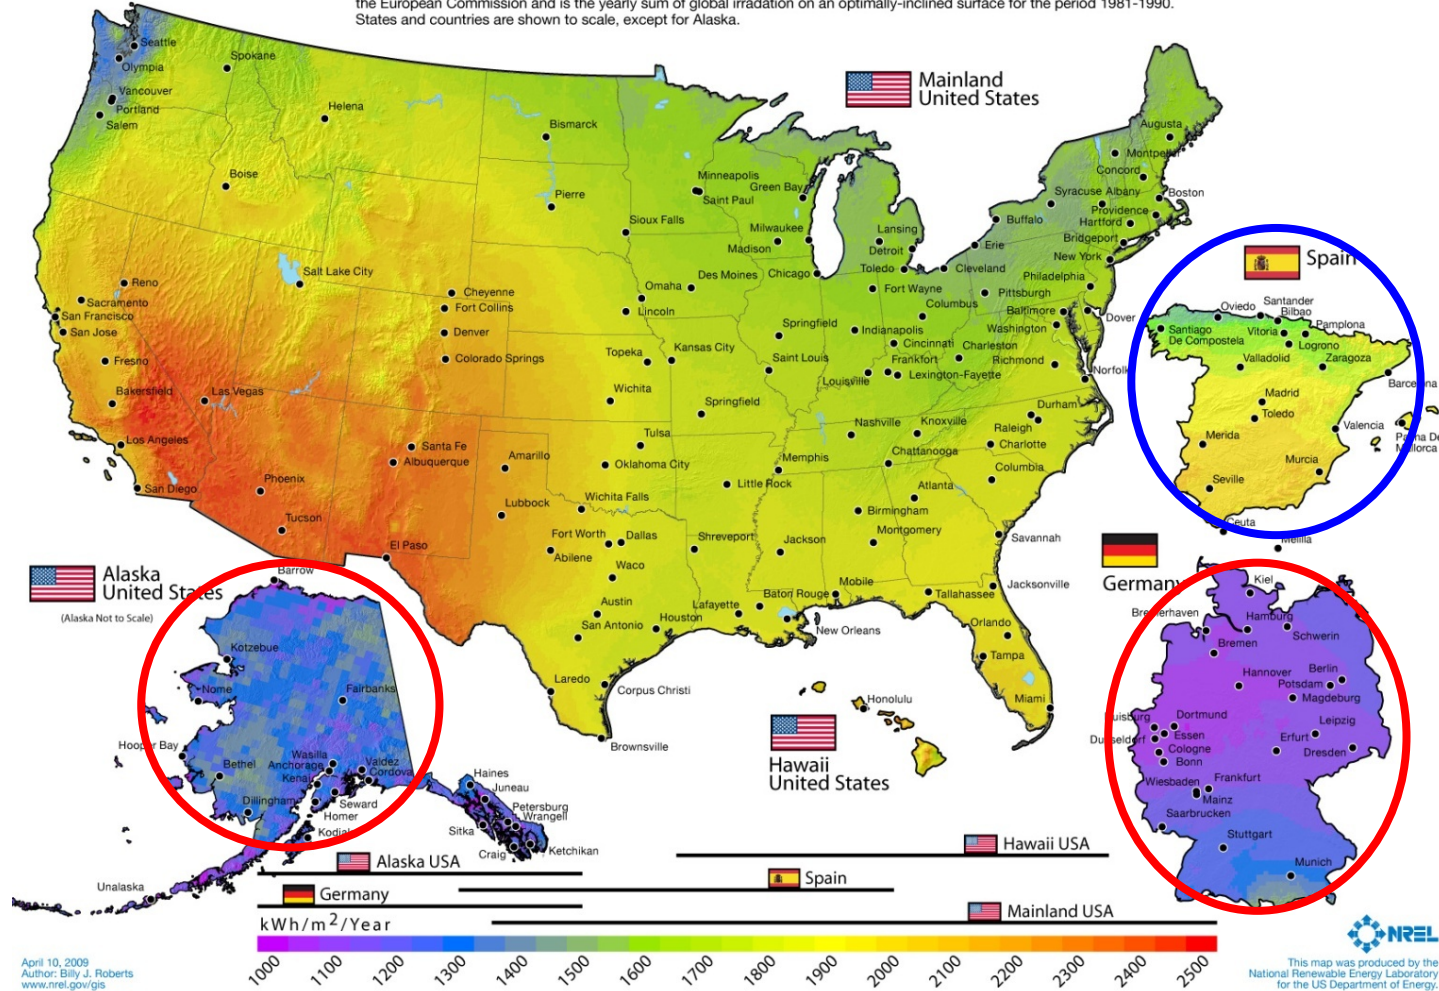 the European Commission and is the yearly sum of global irradiation on an optimally-inclined surface for the period 1981-1990.
States and countries are shown to scale, except for Alaska.
Mainland
United States
Seattle
Olympia
Spokane
Vancouver
Portland
Salem
Helena
Bismarck
Boise
Pierre
Minneapolis
Saint Paul
Green Bay
Sioux Falls
Milwaukee
Madison
Lansing
Detroit
Augusta
Montpelier
Concord
Syracuse
Albany
Boston
Buffalo
Providence
Hartford
Bridgeport
Erie
New York
Reno
Salt Lake City
Cheyenne
Fort Collins
Omaha
Des Moines
Chicago
Toledo
Cleveland
Fort Wayne
Philadelphia
Pittsburgh
Sacramento
San Francisco
San Jose
Denver
Lincoln
Columbus
Baltimore
Washington
Dover
Springfield
Indianapolis
Cincinnati
Charleston
Fresno
Colorado Springs
Topeka
Kansas City
Saint Louis
Frankfort
Lexington-Fayette
Louisville
Richmond
Norfolk
Bakersfield
Las Vegas
Wichita
Springfield
Durham
Raleigh
Los Angeles
Santa Fe
Albuquerque
Amarillo
Tulsa
Oklahoma City
Nashville
Knoxville
Charlotte
Memphis
Chattanooga
Columbia
San Diego
Phoenix
Tucson
Lubbock
Wichita Falls
Little Rock
Atlanta
Birmingham
El Paso
Fort Worth
Dallas
Abilene
Shreveport
Jackson
Montgomery
Savannah
Waco
Austin
San Antonio
Houston
Lafayette
Baton Rouge
Mobile
New Orleans
Tallahassee
Jacksonville
Orlando
Tampa
Miami
Laredo
Corpus Christi
Brownsville
Spain
Oviedo
Santander
Bilbao
Santiago
De Compostela
Vitoria
Pamplona
Logrono
Valladolid
Zaragoza
Barcelona
Madrid
Toledo
Merida
Valencia
Palma De
Mallorca
Murcia
Seville
Ceuta
Melilla
Alaska
United States
(Alaska Not to Scale)
Barrow
Kotzebue
Nome
Fairbanks
Hooper Bay
Bethel
Wasilla
Anchorage
Kenai
Valdez
Cordova
Dillingham
Seward
Homer
Kodiak
Unalaska
Haines
Juneau
Petersburg
Wrangell
Sitka
Craig
Ketchikan
Honolulu
Hawaii
United States
Germany
Kiel
Bremerhaven
Hamburg
Schwerin
Bremen
Hannover
Berlin
Potsdam
Magdeburg
Duisburg
Dortmund
Essen
Dusseldorf
Leipzig
Erfurt
Dresden
Cologne
Bonn
Wiesbaden
Frankfurt
Mainz
Saarbrucken
Stuttgart
Munich
Hawaii USA
Alaska USA
Spain
Germany
Mainland USA
kWh/m2/Year
1000 1100 1200 1300 1400 1500 1600 1700 1800 1900 2000 2100 2200 2300 2400 2500
April 10, 2009
Author: Billy J. Roberts
www.nrel.gov/gis
NREL
This map was produced by the
National Renewable Energy Laboratory
for the US Department of Energy.